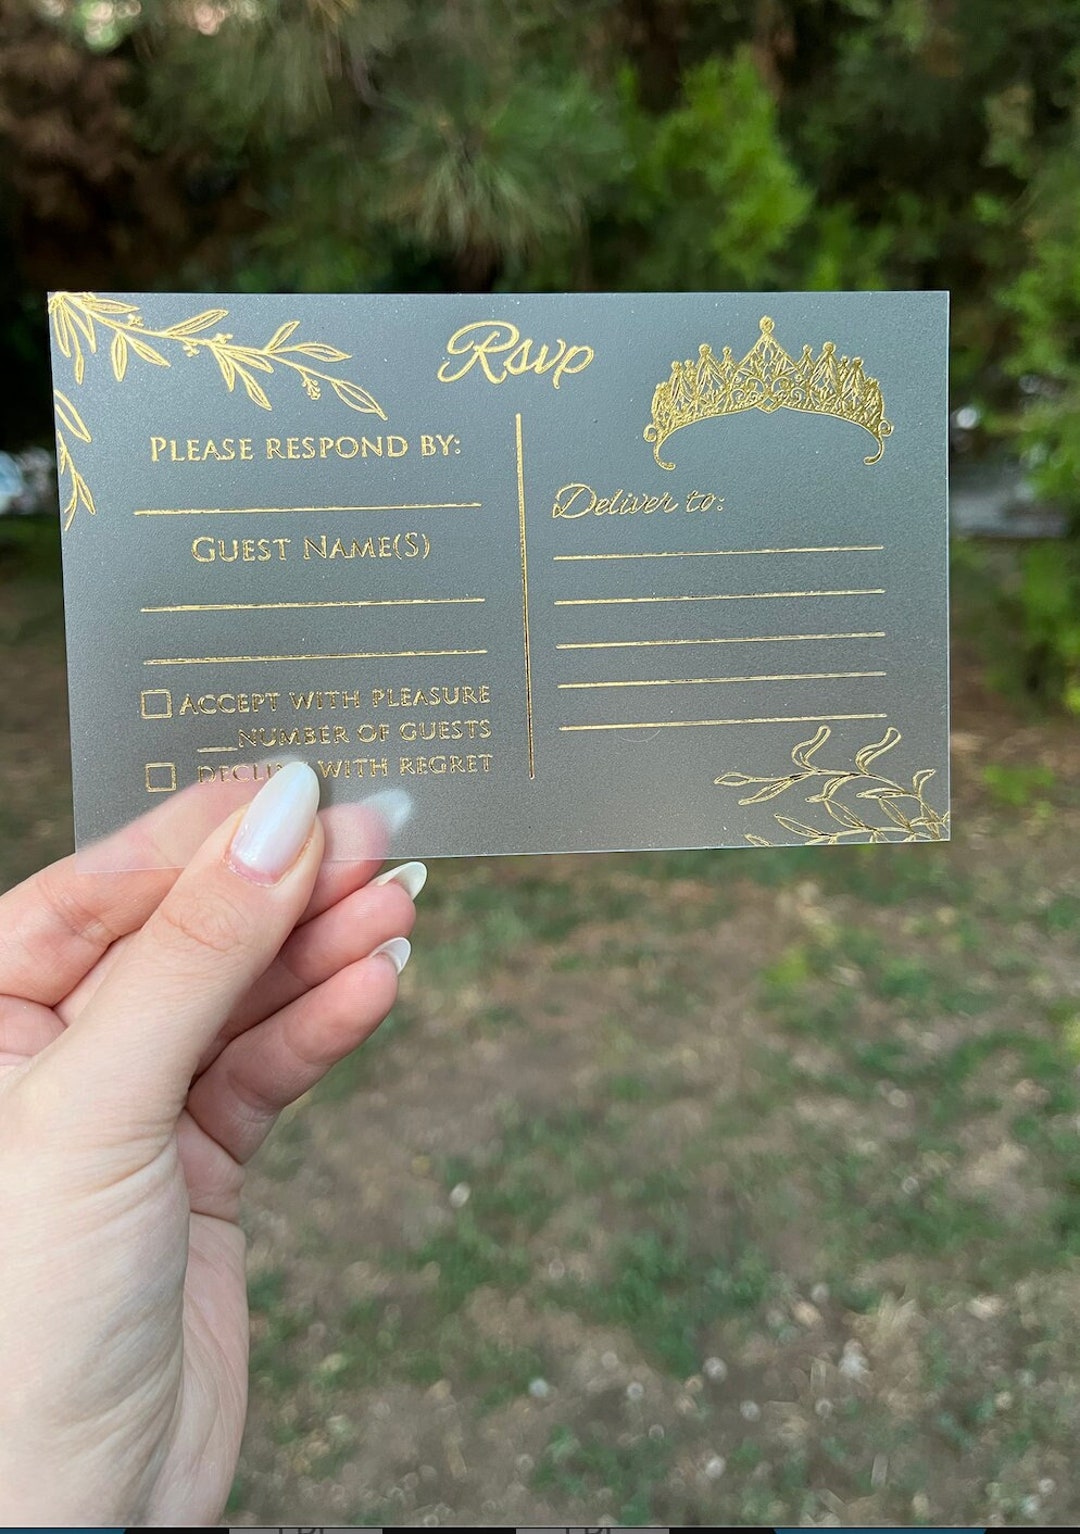 Rsvp
PLEASE RESPOND BY:
GUEST NAME(S)
ACCEPT WITH PLEASURE
__NUMBER OF GUESTS
WITH REGRET
Deliver to: